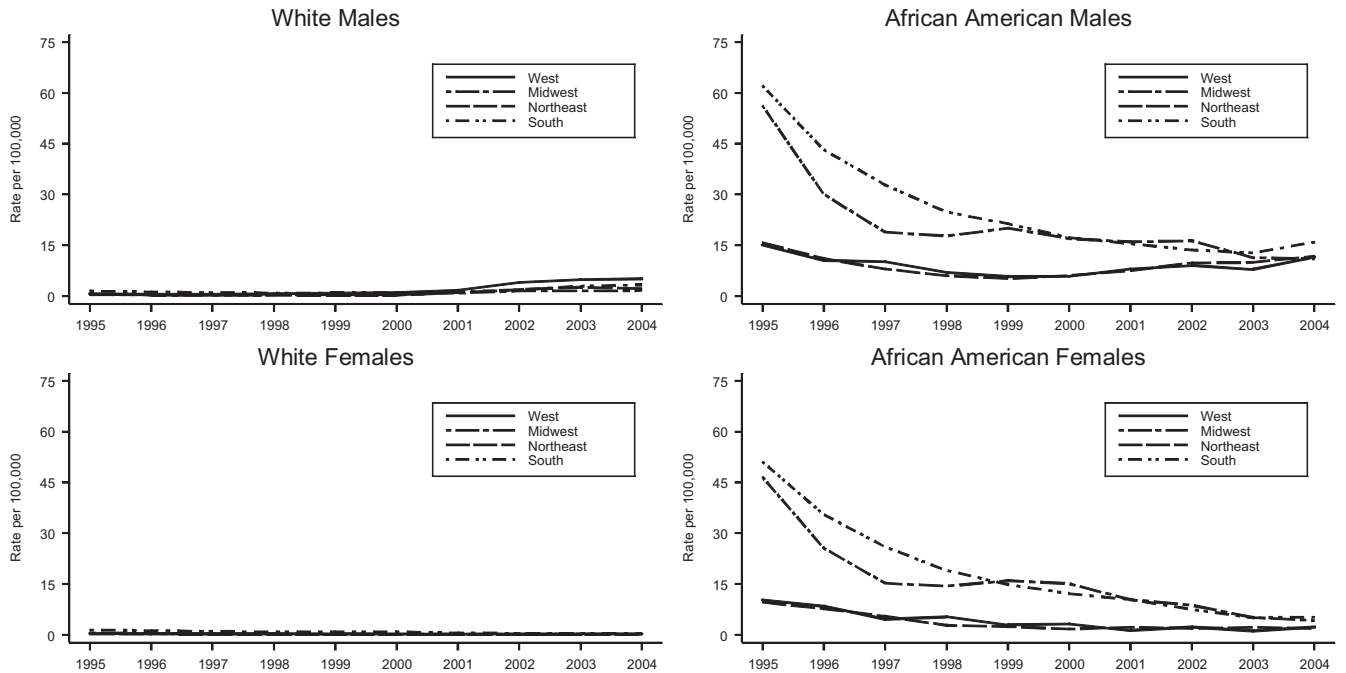 White Males
75
60
45
30
15
0
Rate per 100,000
West
Midwest
Northeast
South
1995 1996 1997 1998 1999 2000 2001 2002 2003 2004
African American Males
75
60
45
30
15
0
Rate per 100,000
West
Midwest
Northeast
South
1995 1996 1997 1998 1999 2000 2001 2002 2003 2004
White Females
75
60
45
30
15
0
Rate per 100,000
West
Midwest
Northeast
South
1995 1996 1997 1998 1999 2000 2001 2002 2003 2004
African American Females
75
60
45
30
15
0
Rate per 100,000
West
Midwest
Northeast
South
1995 1996 1997 1998 1999 2000 2001 2002 2003 2004